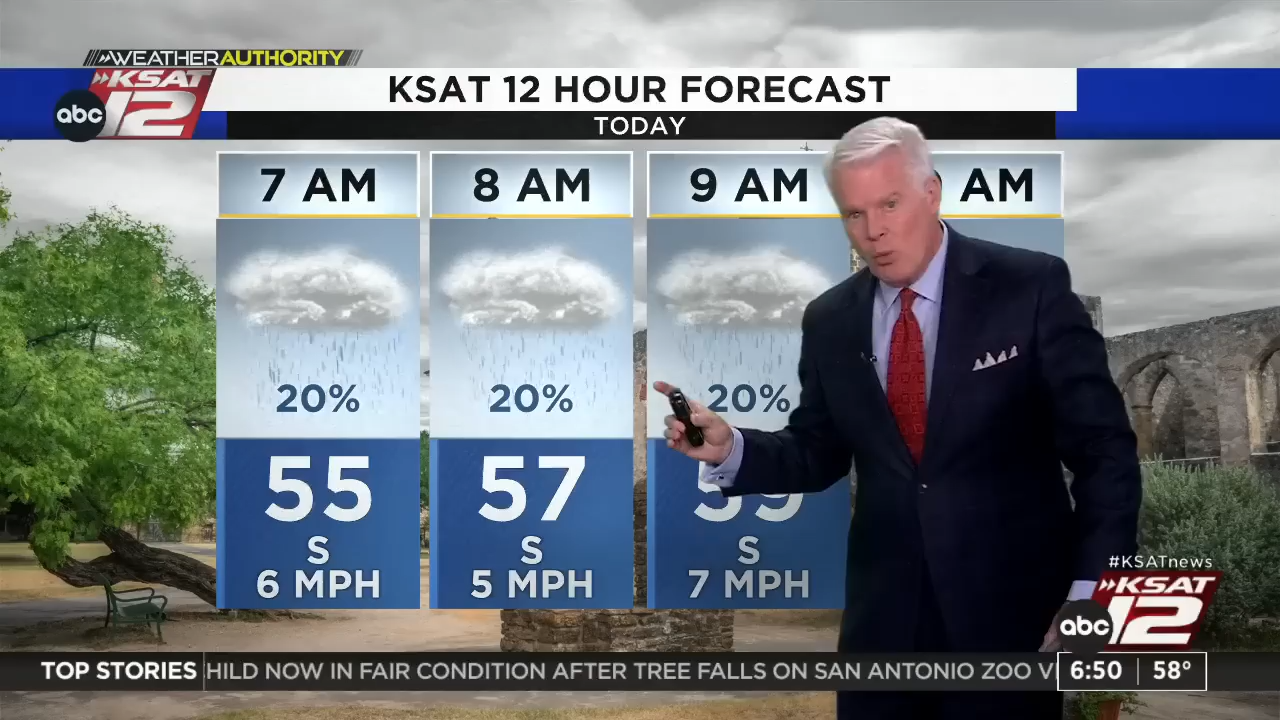 WEATHER AUTHORITY
KSAT
abc 12
KSAT 12 HOUR FORECAST
TODAY
7 AM
8 AM
9 AM
AM
20%
20%
20%
55
57
S
S
S
6 MPH
5 MPH
7 MPH
#KSATnews
KSAT
abc 12
TOP STORIES
HILD NOW IN FAIR CONDITION AFTER TREE FALLS ON SAN ANTONIO ZOO
6:50 58°